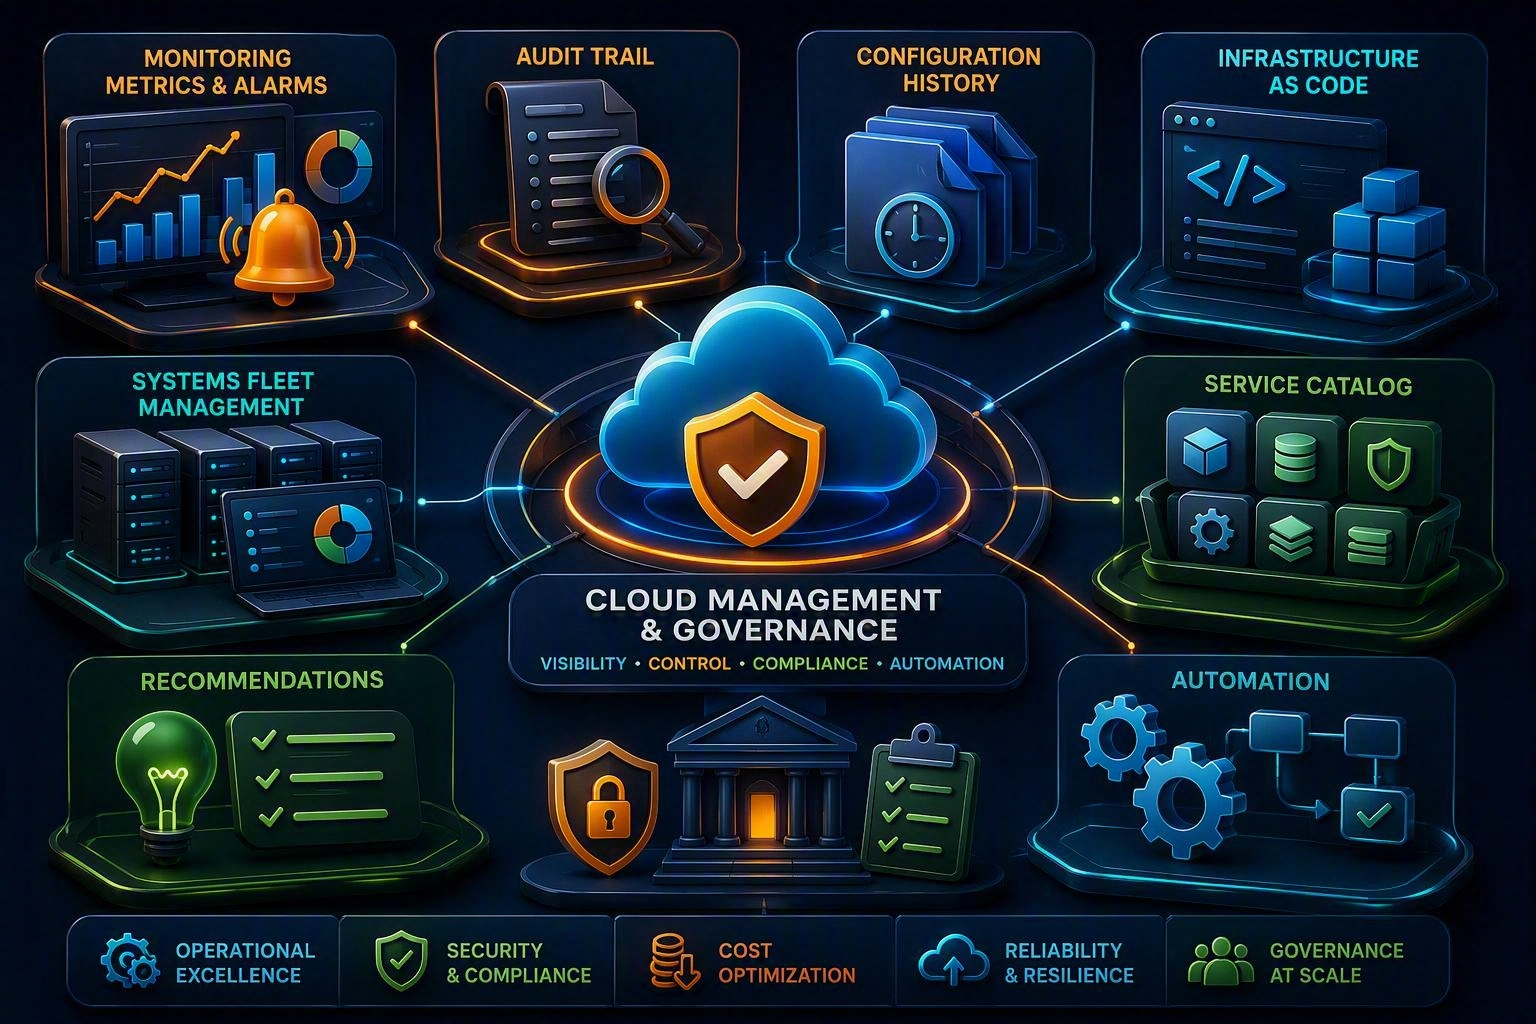 MONITORING
METRICS & ALARMS
AUDIT TRAIL
CONFIGURATION
HISTORY
INFRASTRUCTURE
AS CODE
</>
SYSTEMS FLEET
MANAGEMENT
SERVICE CATALOG
CLOUD MANAGEMENT
& GOVERNANCE
VISIBILITY • CONTROL • COMPLIANCE • AUTOMATION
RECOMMENDATIONS
AUTOMATION
OPERATIONAL
EXCELLENCE
SECURITY
& COMPLIANCE
COST
OPTIMIZATION
RELIABILITY
& RESILIENCE
GOVERNANCE
AT SCALE